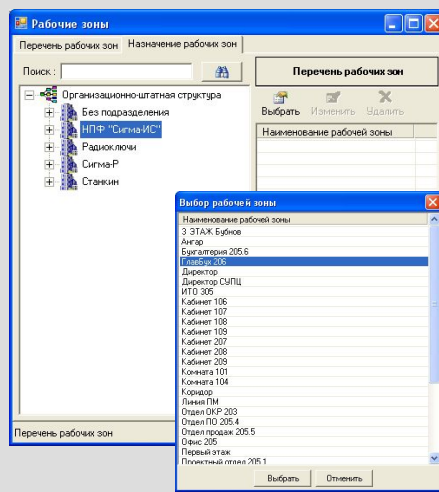 Рабочие зоны
Перечень рабочих зон Назначение рабочих зон
Поиск :
Перечень рабочих зон
Организационно-штатная структура
Без подразделения
НПФ "Сигма-ИС"
Радиоключи
Сигма-Р
Станкин
Выбрать Изменить Удалить
Наименование рабочей зоны
Перечень рабочих зон
Выбор рабочей зоны
Наименование рабочей зоны
3 ЭТАЖ Бубнов
Ангар
Бухгалтерия 205.6
ГлавБух 206
Директор
Директор СУПЦ
ИТО 305
Кабинет 106
Кабинет 107
Кабинет 108
Кабинет 109
Кабинет 207
Кабинет 208
Кабинет 209
Комната 101
Комната 104
Коридор
Линия ПМ
Отдел ОКР 203
Отдел ПО 205.4
Отдел продаж 205.5
Офис 205
Первый этаж
Проектный отдел 205.1
Выбрать Отменить